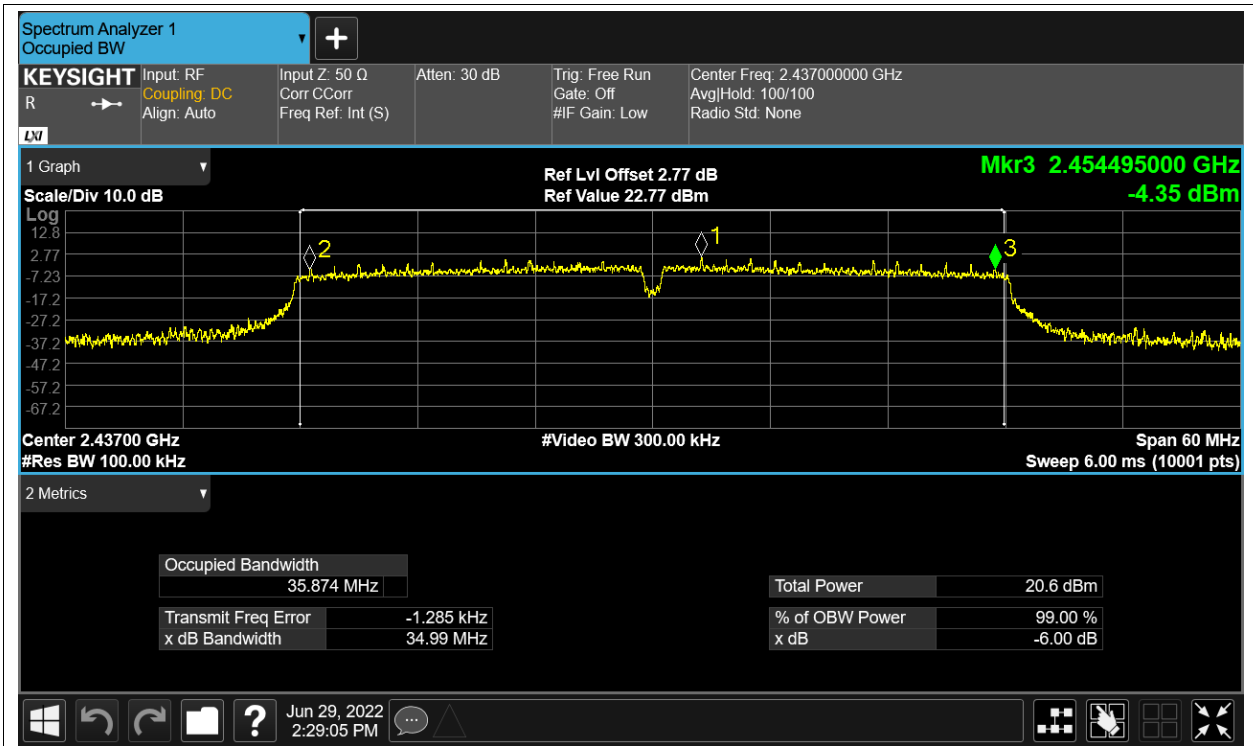 Spectrum Analyzer 1
Occupied BW
KEYSIGHT Input: RF Input Z: 50 Ω Atten: 30 dB Trig: Free Run Center Freq: 2.437000000 GHz
R Coupling: DC Corr CCorr Gate: Off Avg|Hold: 100/100
Align: Auto Freq Ref: Int (S) #IF Gain: Low Radio Std: None
LXI
1 Graph Ref Lvl Offset 2.77 dB Mkr3 2.454495000 GHz
Scale/Div 10.0 dB Ref Value 22.77 dBm -4.35 dBm
Log
12.8
2.77
-7.23
-17.2
-27.2
-37.2
-47.2
-57.2
-67.2
2
1
3
Center 2.43700 GHz #Video BW 300.00 kHz Span 60 MHz
#Res BW 100.00 kHz Sweep 6.00 ms (10001 pts)
2 Metrics
Occupied Bandwidth
35.874 MHz Total Power 20.6 dBm
Transmit Freq Error -1.285 kHz % of OBW Power 99.00 %
x dB Bandwidth 34.99 MHz x dB -6.00 dB
? Jun 29, 2022
2:29:05 PM